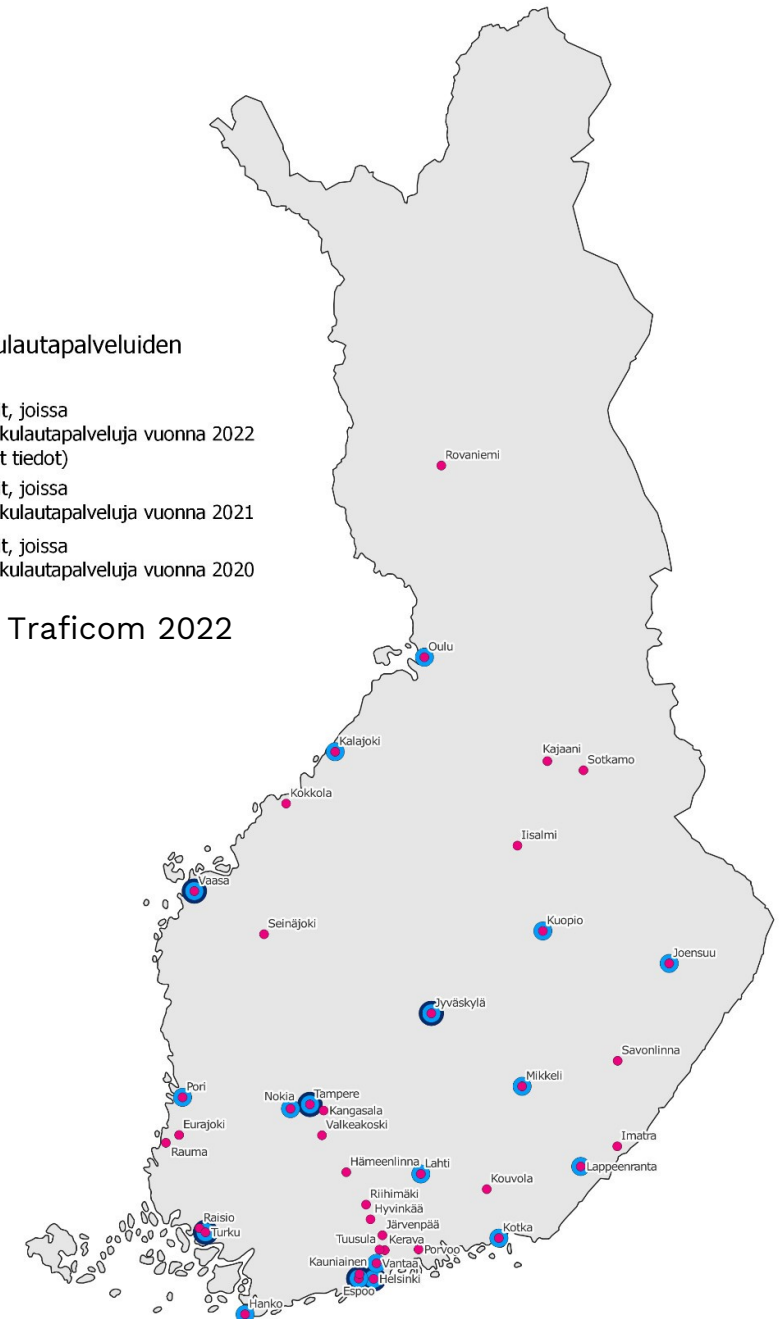 ulautapalveluiden
t, joissa
kulautapalveluja vuonna 2022
t tiedot)
t, joissa
kulautapalveluja vuonna 2021
t, joissa
kulautapalveluja vuonna 2020
Traficom 2022
Rovaniemi
Oulu
Kalajoki
Kajaani
Sotkamo
Kokkola
Iisalmi
Vaasa
Seinäjoki
Kuopio
Joensuu
Jyväskylä
Savonlinna
Mikkeli
Pori
Nokia
Tampere
Kangasala
Valkeakoski
Eurajoki
Rauma
Imatra
Hämeenlinna
Lahti
Lappeenranta
Kouvola
Riihimäki
Hyvinkää
Raisio
Turku
Järvenpää
Kotka
Tuusula
Kerava
Porvoo
Kauniainen
Vantaa
Helsinki
Espoo
Hanko